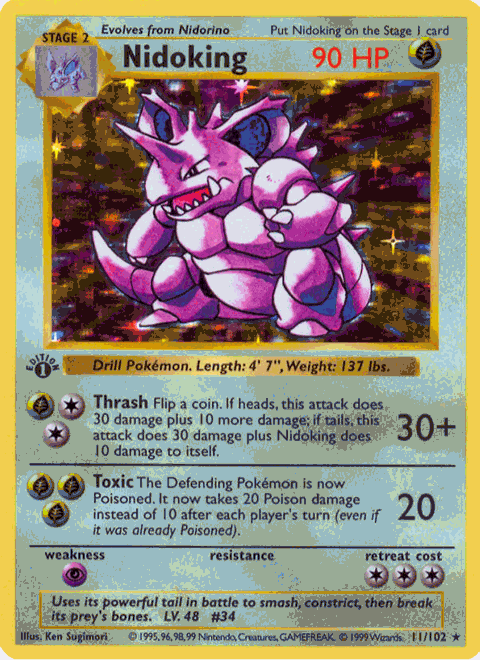 STAGE 2
Evolves from Nidorino
Put Nidoking on the Stage 1 card
Nidoking
90 HP
EDITION
1
Drill Pokémon. Length: 4' 7", Weight: 137 lbs.
Thrash Flip a coin. If heads, this attack does
30 damage plus 10 more damage; if tails, this
attack does 30 damage plus Nidoking does
10 damage to itself.
30+
Toxic The Defending Pokémon is now
Poisoned. It now takes 20 Poison damage
instead of 10 after each player's turn (even if
it was already Poisoned).
20
weakness
resistance
retreat cost
Uses its powerful tail in battle to smash, constrict, then break
its prey's bones. LV. 48 #34
Illus. Ken Sugimori
© 1995, 96, 98, 99 Nintendo, Creatures, GAMEFREAK. © 1999 Wizards.
11/102 ★